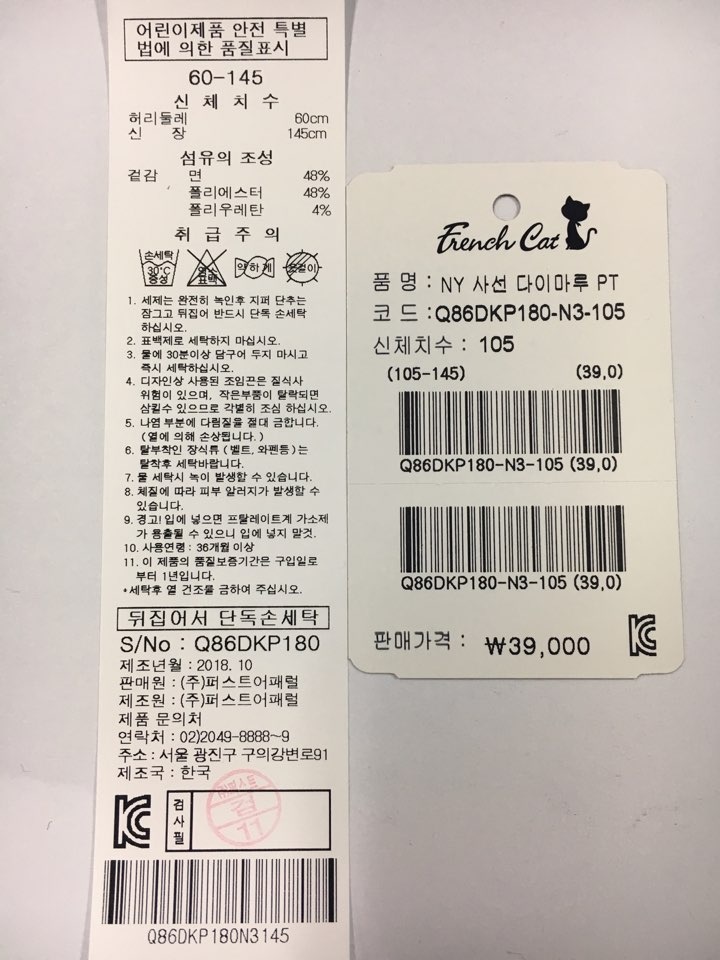 어린이제품 안전 특별
법에 의한 품질표시
60-145
신 체 치 수
허리둘레 60cm
신 장 145cm
섬유의 조성
겉감 면 48%
폴리에스터 48%
폴리우레탄 4%
취 급 주 의
손세탁 30°C 중성
염소 표백
약하게
옷걸이
1. 세제는 완전히 녹인후 지퍼 단추는
잠그고 뒤집어 반드시 단독 손세탁
하십시오.
2. 표백제로 세탁하지 마십시오.
3. 물에 30분이상 담구어 두지 마시고
즉시 세탁하십시오.
4. 디자인상 사용된 조임끈은 질식사
위험이 있으며, 작은부품이 탈락되면
삼킬수 있으므로 각별히 조심 하십시오.
5. 나염 부분에 다림질을 절대 금합니다.
(열에 의해 손상됩니다.)
6. 탈부착인 장식류 (벨트, 와펜등)는
탈착후 세탁바랍니다.
7. 물 세탁시 녹이 발생할 수 있습니다.
8. 체질에 따라 피부 알러지가 발생할 수
있습니다.
9. 경고! 입에 넣으면 프탈레이트계 가소제
가 용출될 수 있으니 입에 넣지 말것.
10. 사용연령 : 36개월 이상
11. 이 제품의 품질보증기간은 구입일로
부터 1년입니다.
*세탁후 열 건조를 금하여 주십시오.
뒤집어서 단독손세탁
S/No : Q86DKP180
제조년월 : 2018. 10
판매원 : (주)퍼스트어패럴
제조원 : (주)퍼스트어패럴
제품 문의처
연락처 : 02)2049-8888~9
주소 : 서울 광진구 구의강변로91
제조국 : 한국
검사필
검
11
Q86DKP180N3145
French Cat
품 명 : NY 사선 다이마루 PT
코 드 : Q86DKP180-N3-105
신체치수 : 105
(105-145) (39,0)
Q86DKP180-N3-105 (39,0)
Q86DKP180-N3-105 (39,0)
판매가격 : ₩39,000